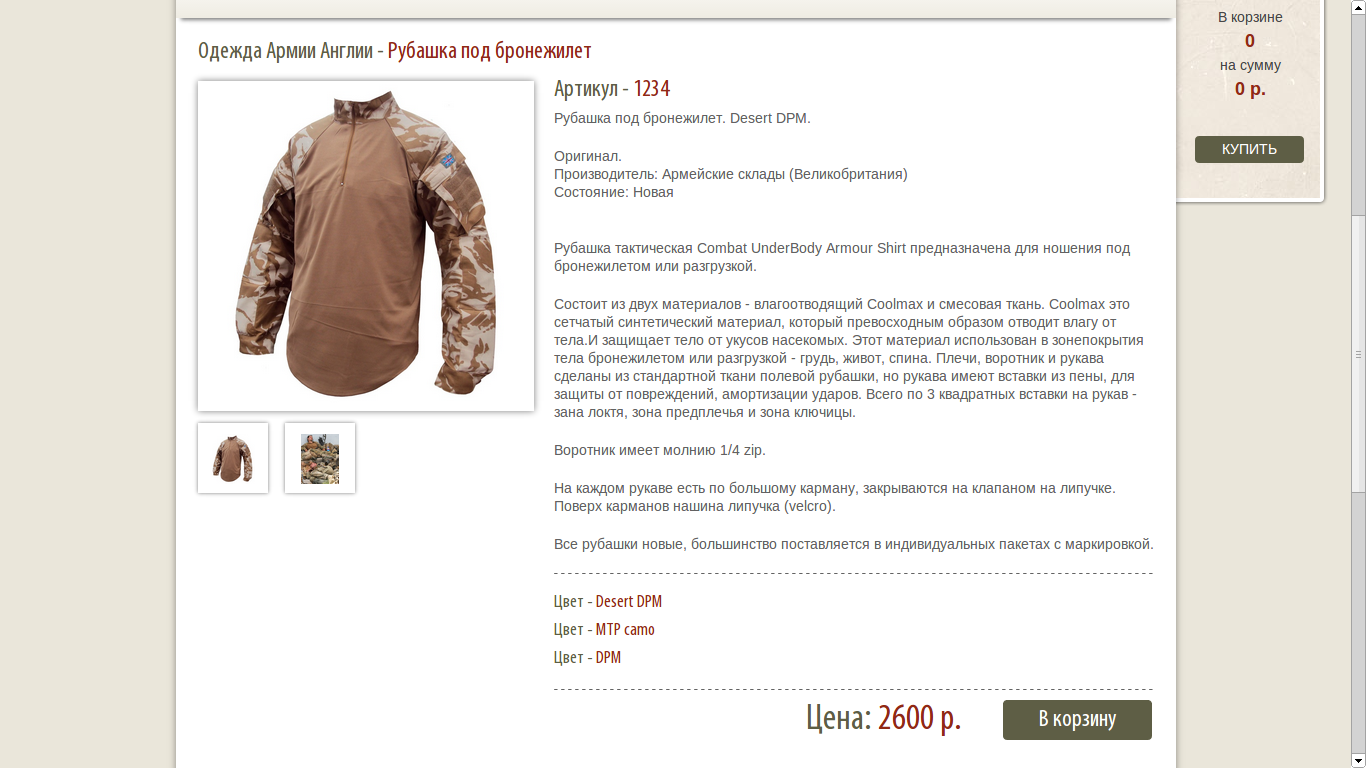 В корзине
0
на сумму
0 р.
КУПИТЬ
Одежда Армии Англии - Рубашка под бронежилет
Артикул - 1234
Рубашка под бронежилет. Desert DPM.
Оригинал.
Производитель: Армейские склады (Великобритания)
Состояние: Новая
Рубашка тактическая Combat UnderBody Armour Shirt предназначена для ношения под
бронежилетом или разгрузкой.
Состоит из двух материалов - влагоотводящий Coolmax и смесовая ткань. Coolmax это
сетчатый синтетический материал, который превосходным образом отводит влагу от
тела.И защищает тело от укусов насекомых. Этот материал использован в зонепокрытия
тела бронежилетом или разгрузкой - грудь, живот, спина. Плечи, воротник и рукава
сделаны из стандартной ткани полевой рубашки, но рукава имеют вставки из пены, для
защиты от повреждений, амортизации ударов. Всего по 3 квадратных вставки на рукав -
зана локтя, зона предплечья и зона ключицы.
Воротник имеет молнию 1/4 zip.
На каждом рукаве есть по большому карману, закрываются на клапаном на липучке.
Поверх карманов нашина липучка (velcro).
Все рубашки новые, большинство поставляется в индивидуальных пакетах с маркировкой.
Цвет - Desert DPM
Цвет - MTP camo
Цвет - DPM
Цена: 2600 р.
В корзину